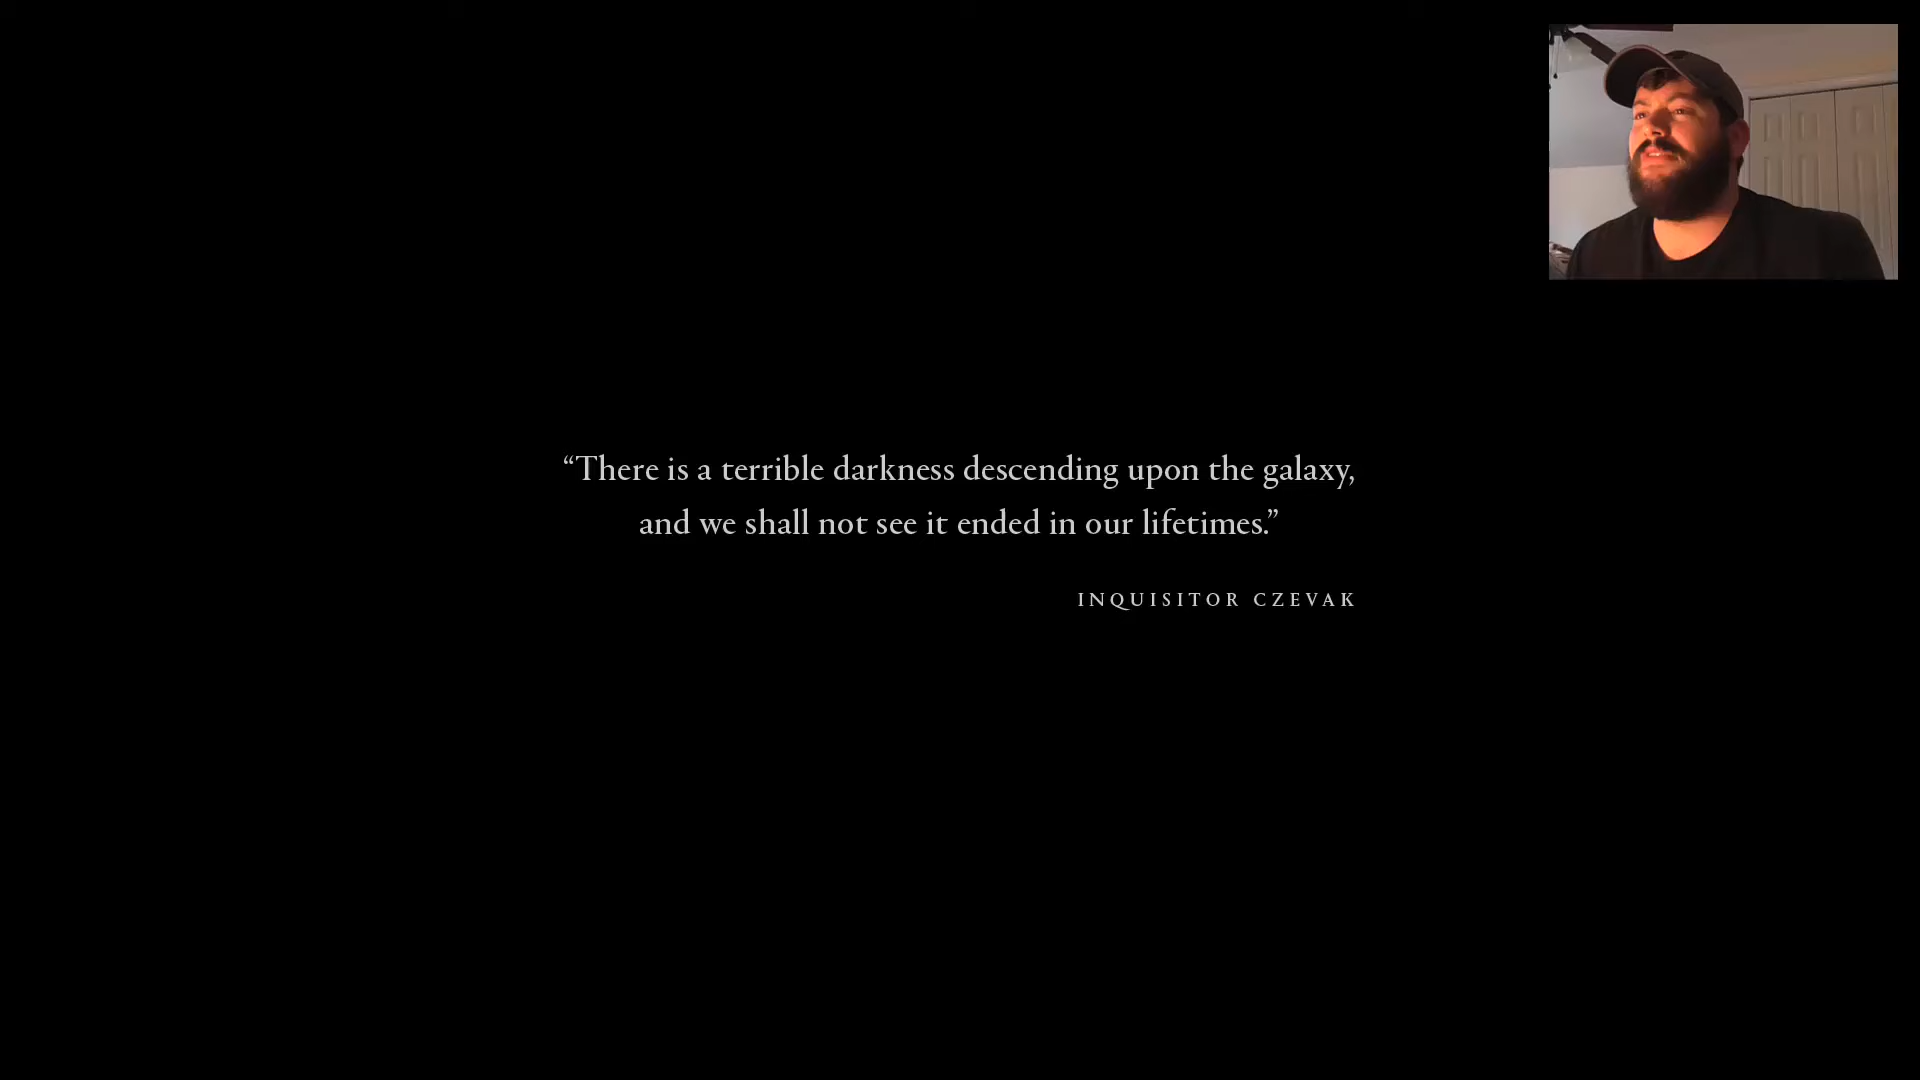 “There is a terrible darkness descending upon the galaxy,
and we shall not see it ended in our lifetimes.”
INQUISITOR CZEVAK